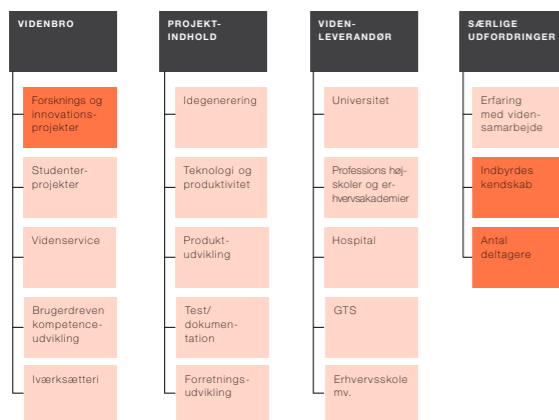 VIDENBRO
Forsknings og
innovations-
projekter
Studenter-
projekter
Videnservice
Brugerdreven
kompetence-
udvikling
Iværksætteri
PROJEKT-
INDHOLD
Idegenerering
Teknologi og
produktivitet
Produkt-
udvikling
Test/
dokumen-
tation
Forretnings-
udvikling
VIDEN-
LEVERANDØR
Universitet
Professions høj-
skoler og er-
hvervsakademier
Hospital
GTS
Erhvervsskole
mv.
SÆRLIGE
UDFORDRINGER
Erfaring
med viden-
samarbejde
Indbyrdes
kendskab
Antal
deltagere